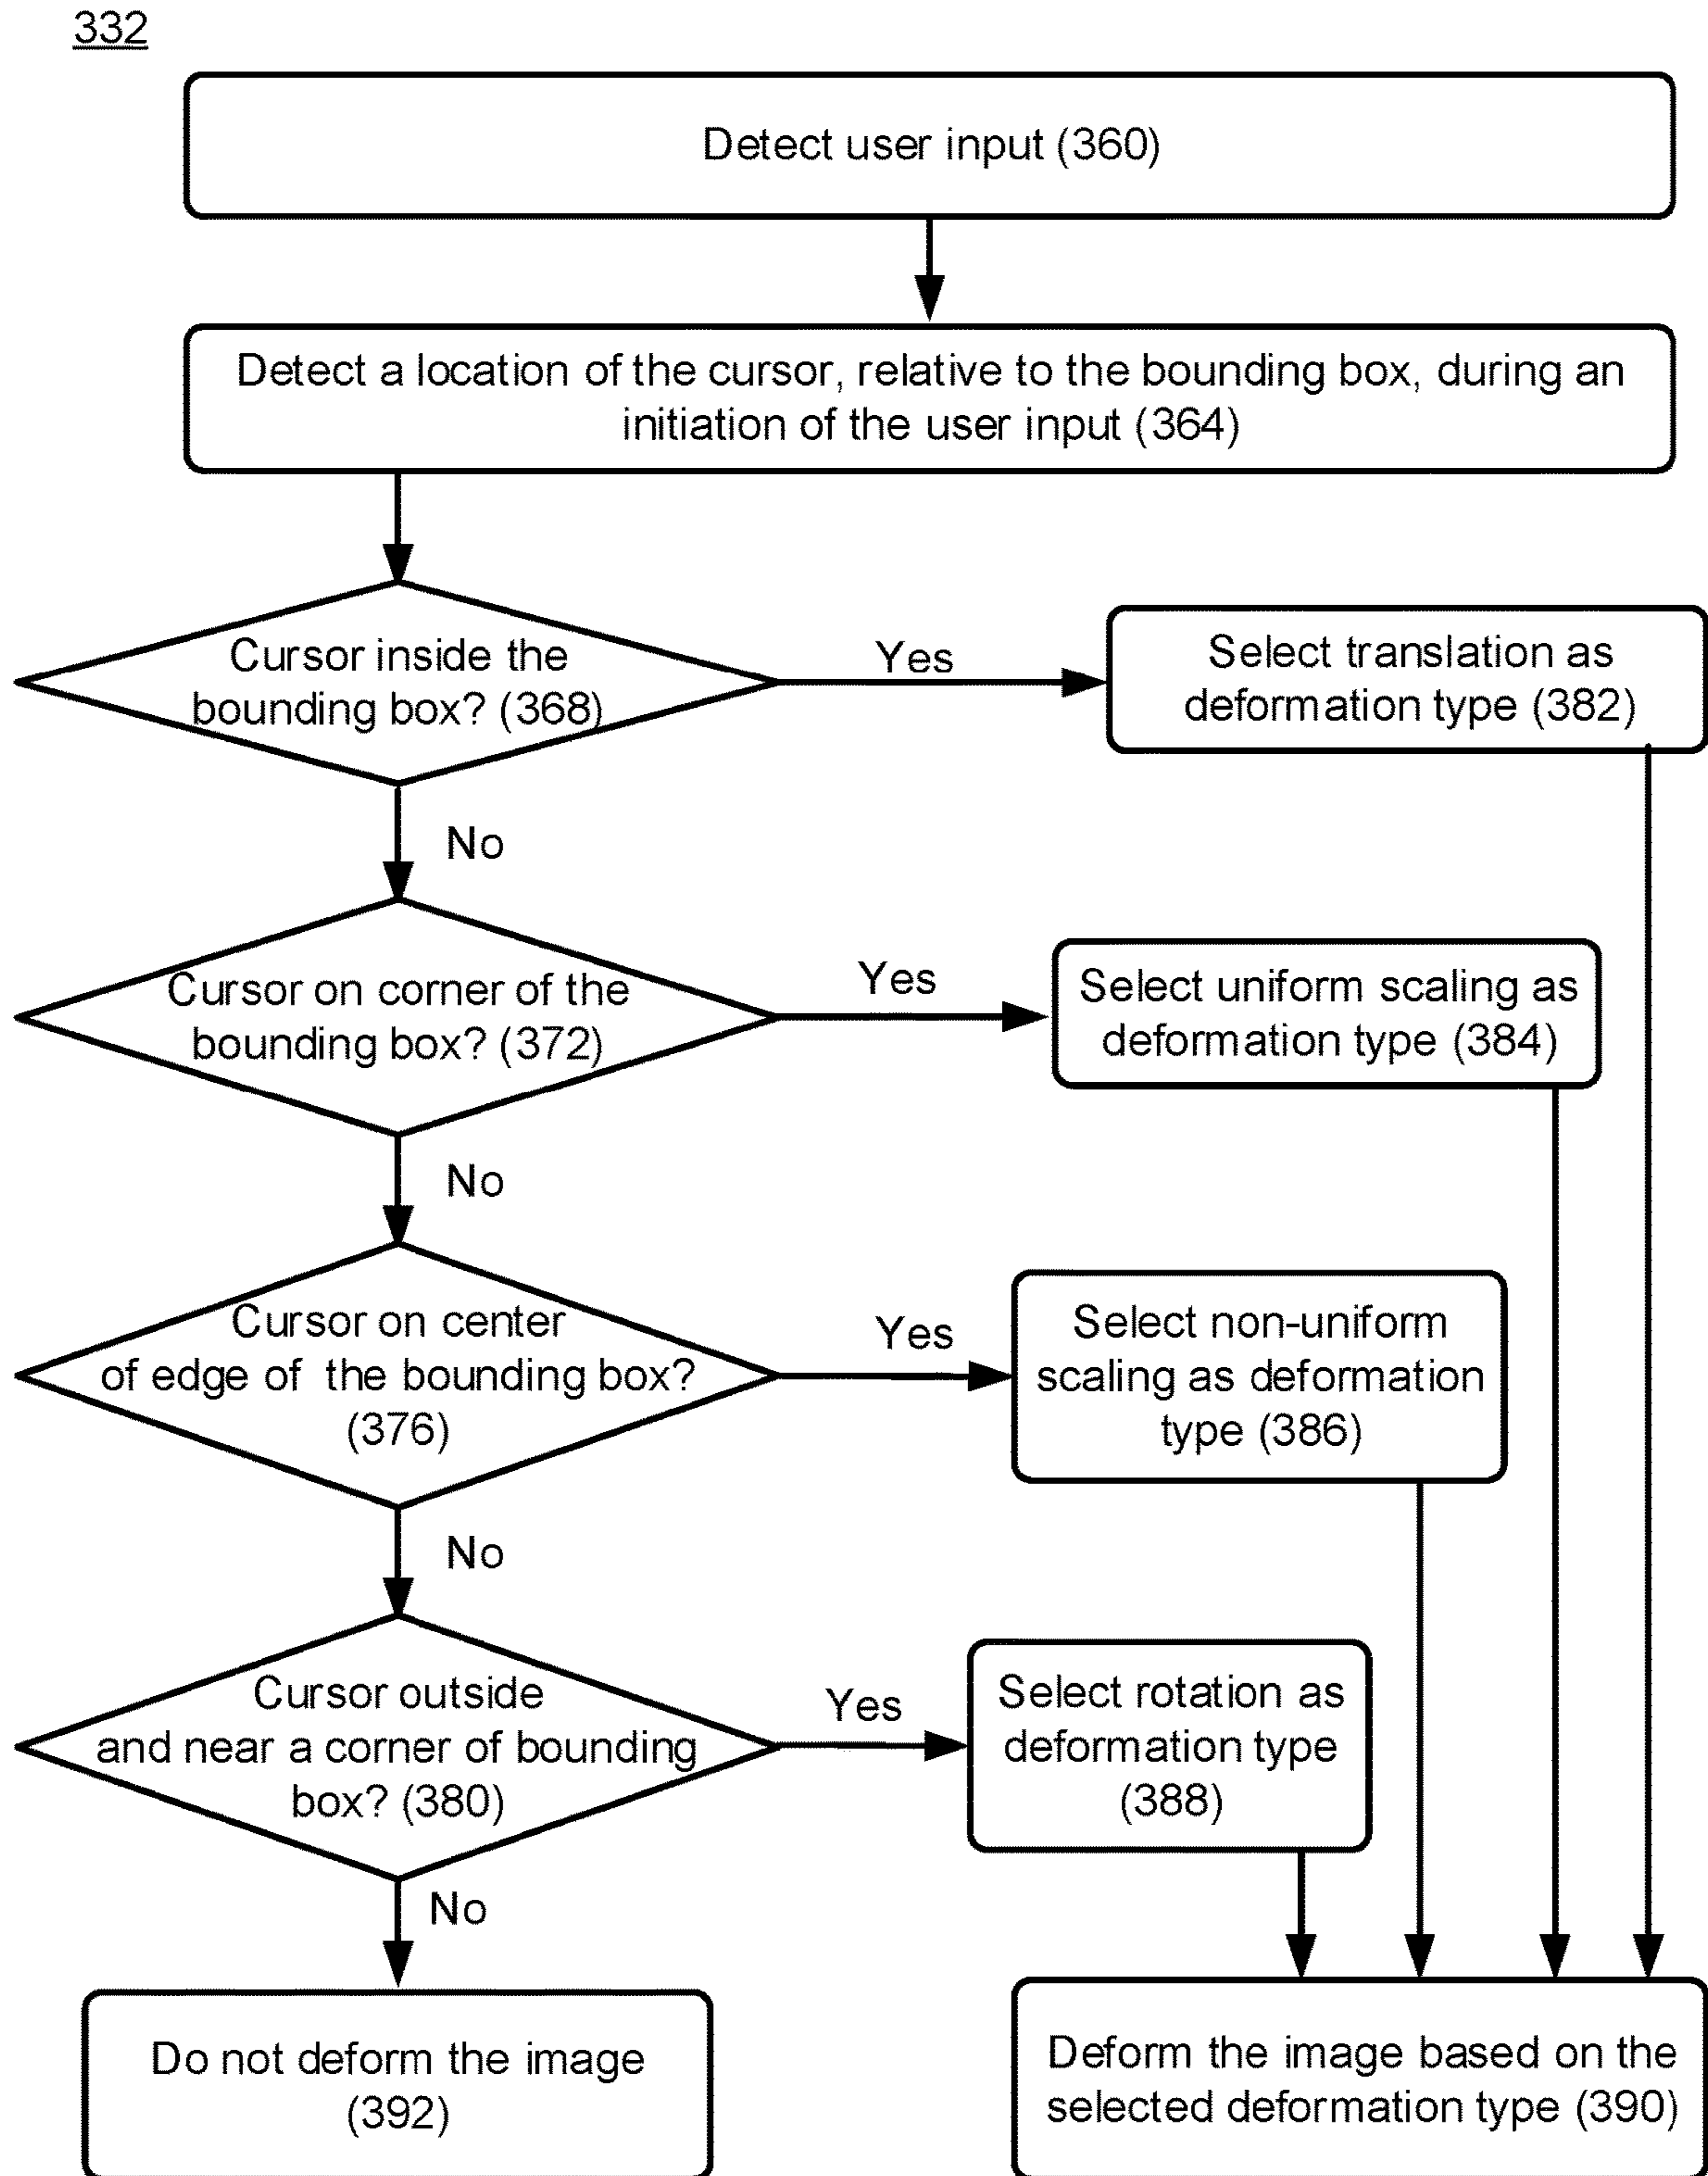 332
Detect user input (360)
Detect a location of the cursor, relative to the bounding box, during an
initiation of the user input (364)
Cursor inside the
bounding box? (368)
Yes
Select translation as
deformation type (382)
No
Cursor on corner of the
bounding box? (372)
Yes
Select uniform scaling as
deformation type (384)
No
Cursor on center
of edge of the bounding box?
(376)
Yes
Select non-uniform
scaling as deformation
type (386)
No
Cursor outside
and near a corner of bounding
box? (380)
Yes
Select rotation as
deformation type
(388)
No
Do not deform the image
(392)
Deform the image based on the
selected deformation type (390)